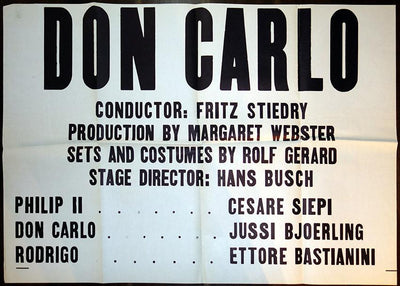 DON CARLO
CONDUCTOR: FRITZ STIEDRY
PRODUCTION BY MARGARET WEBSTER
SETS AND COSTUMES BY ROLF GERARD
STAGE DIRECTOR: HANS BUSCH
PHILIP II . . . . . . CESARE SIEPI
DON CARLO . . . . . . JUSSI BJOERLING
RODRIGO . . . . . . ETTORE BASTIANINI